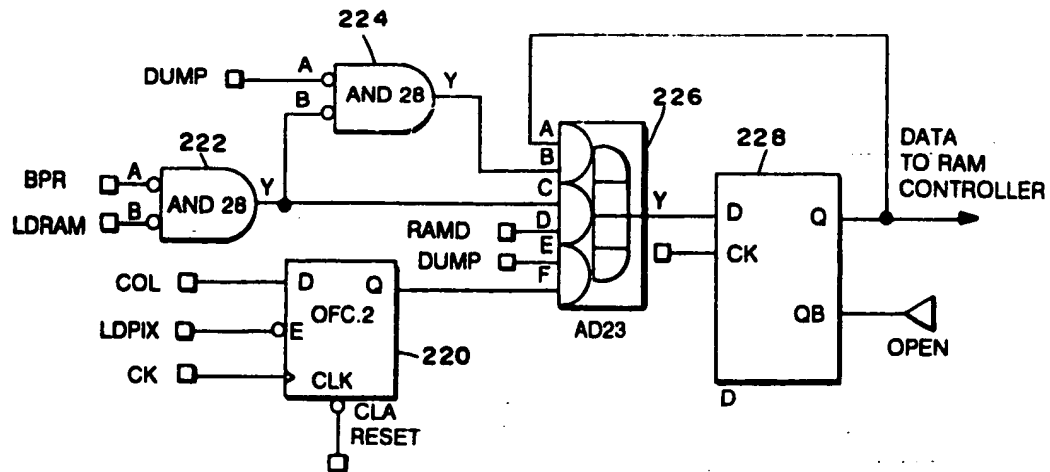 224
DUMP
A
AND 28
Y
B
226
222
BPR
A
AND 28
Y
LDRAM
B
A
B
C
D
E
F
RAMD
DUMP
AD23
Y
228
D
Q
CK
QB
D
DATA
TO RAM
CONTROLLER
OPEN
COL
D
Q
OFC.2
LDPIX
E
220
CK
CLK
CLA
RESET